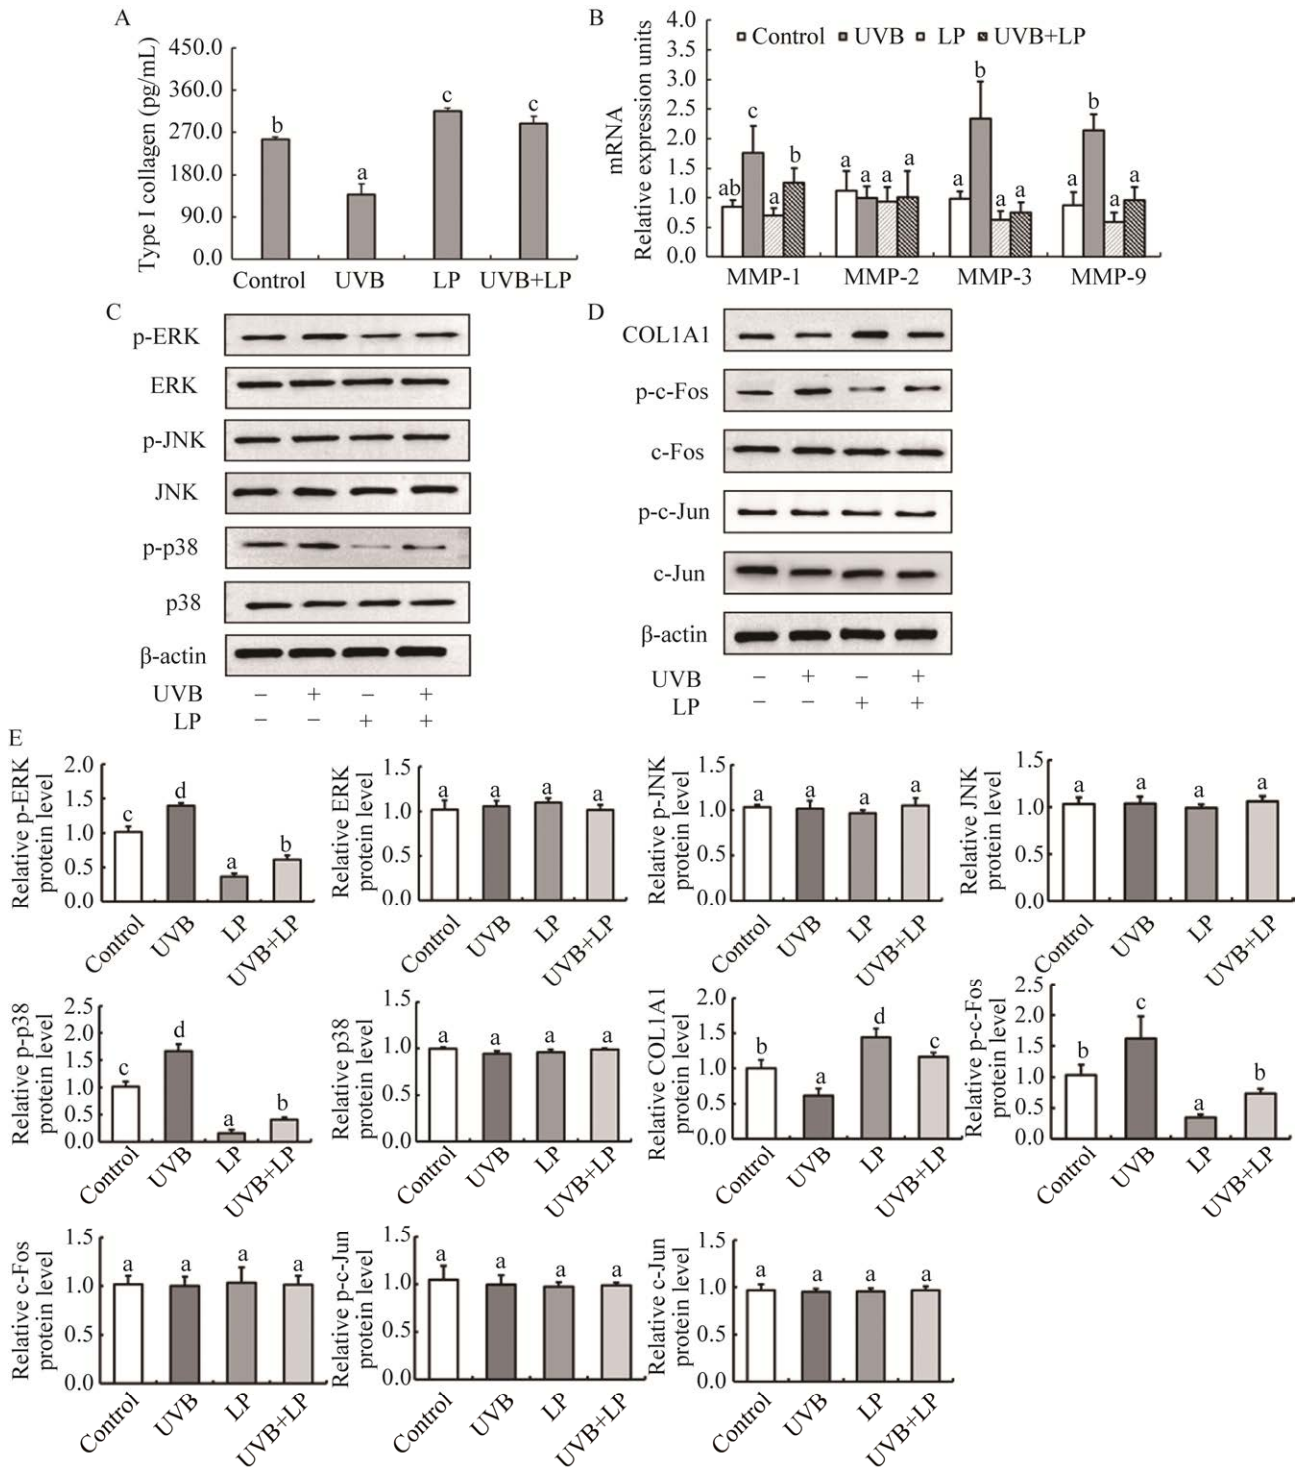 A
Type I collagen (pg/mL)
450.0
360.0
270.0
180.0
90.0
0.0
b
a
c
c
Control UVB LP UVB+LP
B
mRNA
Relative expression units
4.0
3.5
3.0
2.5
2.0
1.5
1.0
0.5
0.0
Control UVB LP UVB+LP
ab c a b
a a a a
a b a a
a b a a
MMP-1 MMP-2 MMP-3 MMP-9
C
p-ERK
ERK
p-JNK
JNK
p-p38
p38
β-actin
UVB − + − +
LP − − + +
D
COL1A1
p-c-Fos
c-Fos
p-c-Jun
c-Jun
β-actin
UVB − + − +
LP − − + +
E
Relative p-ERK
protein level
2.0
1.5
1.0
0.5
0.0
c d a b
Control UVB LP UVB+LP
Relative ERK
protein level
1.5
1.0
0.5
0.0
a a a a
Control UVB LP UVB+LP
Relative p-JNK
protein level
1.5
1.0
0.5
0.0
a a a a
Control UVB LP UVB+LP
Relative JNK
protein level
1.5
1.0
0.5
0.0
a a a a
Control UVB LP UVB+LP
Relative p-p38
protein level
2.5
2.0
1.5
1.0
0.5
0.0
c d a b
Control UVB LP UVB+LP
Relative p38
protein level
1.5
1.0
0.5
0.0
a a a a
Control UVB LP UVB+LP
Relative COL1A1
protein level
2.0
1.5
1.0
0.5
0.0
b a d c
Control UVB LP UVB+LP
Relative p-c-Fos
protein level
2.5
2.0
1.5
1.0
0.5
0.0
b c a b
Control UVB LP UVB+LP
Relative c-Fos
protein level
1.5
1.0
0.5
0.0
a a a a
Control UVB LP UVB+LP
Relative p-c-Jun
protein level
1.5
1.0
0.5
0.0
a a a a
Control UVB LP UVB+LP
Relative c-Jun
protein level
1.5
1.0
0.5
0.0
a a a a
Control UVB LP UVB+LP